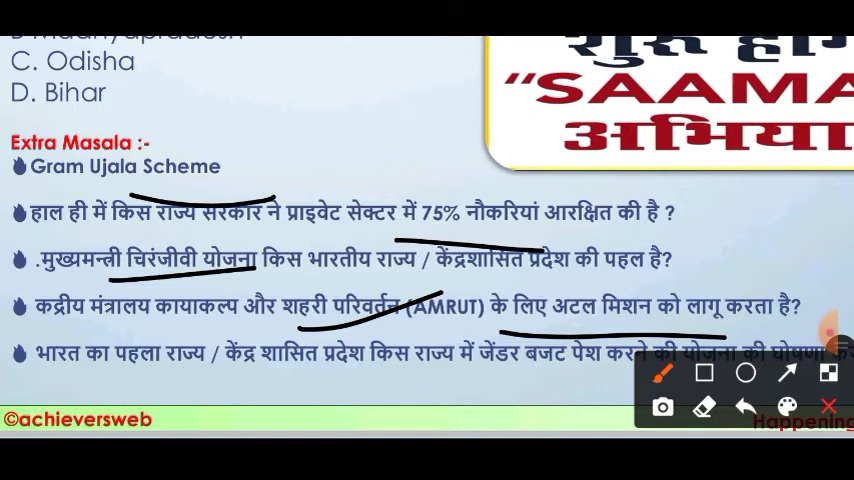 शुरू होगा
C. Odisha
"SAAMA
D. Bihar
अभिया
Extra Masala :-
Gram Ujala Scheme
हाल ही में किस राज्य सरकार ने प्राइवेट सेक्टर में 75% नौकरियां आरक्षित की है ?
.मुख्यमन्त्री चिरंजीवी योजना किस भारतीय राज्य / केंद्रशासित प्रदेश की पहल है?
कद्रीय मंत्रालय कायाकल्प और शहरी परिवर्तन (AMRUT) के लिए अटल मिशन को लागू करता है?
भारत का पहला राज्य / केंद्र शासित प्रदेश किस राज्य में जेंडर बजट पेश करने की योजना की घोषणा
©achieversweb
Happening